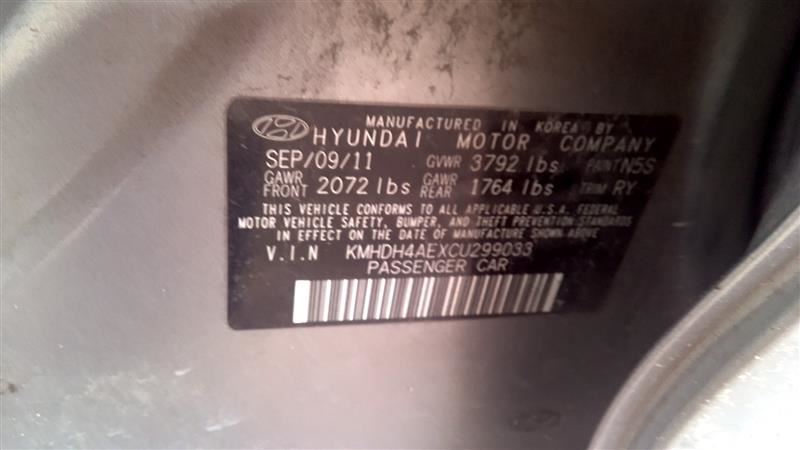 MANUFACTURED IN KOREA BY
HYUNDAI MOTOR COMPANY
SEP/09/11 GVWR 3792 lbs PAINT N5S
GAWR FRONT 2072 lbs GAWR REAR 1764 lbs TRIM RY
THIS VEHICLE CONFORMS TO ALL APPLICABLE U.S.A. FEDERAL
MOTOR VEHICLE SAFETY, BUMPER, AND THEFT PREVENTION STANDARDS
IN EFFECT ON THE DATE OF MANUFACTURE SHOWN ABOVE
V.I.N KMHDH4AEXCU299033
PASSENGER CAR